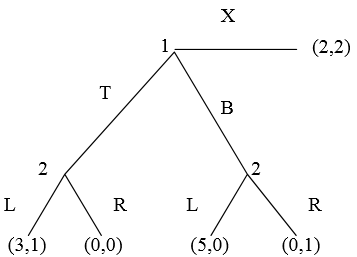 X
1
(2,2)
T
B
2
2
L
R
L
R
(3,1)
(0,0)
(5,0)
(0,1)